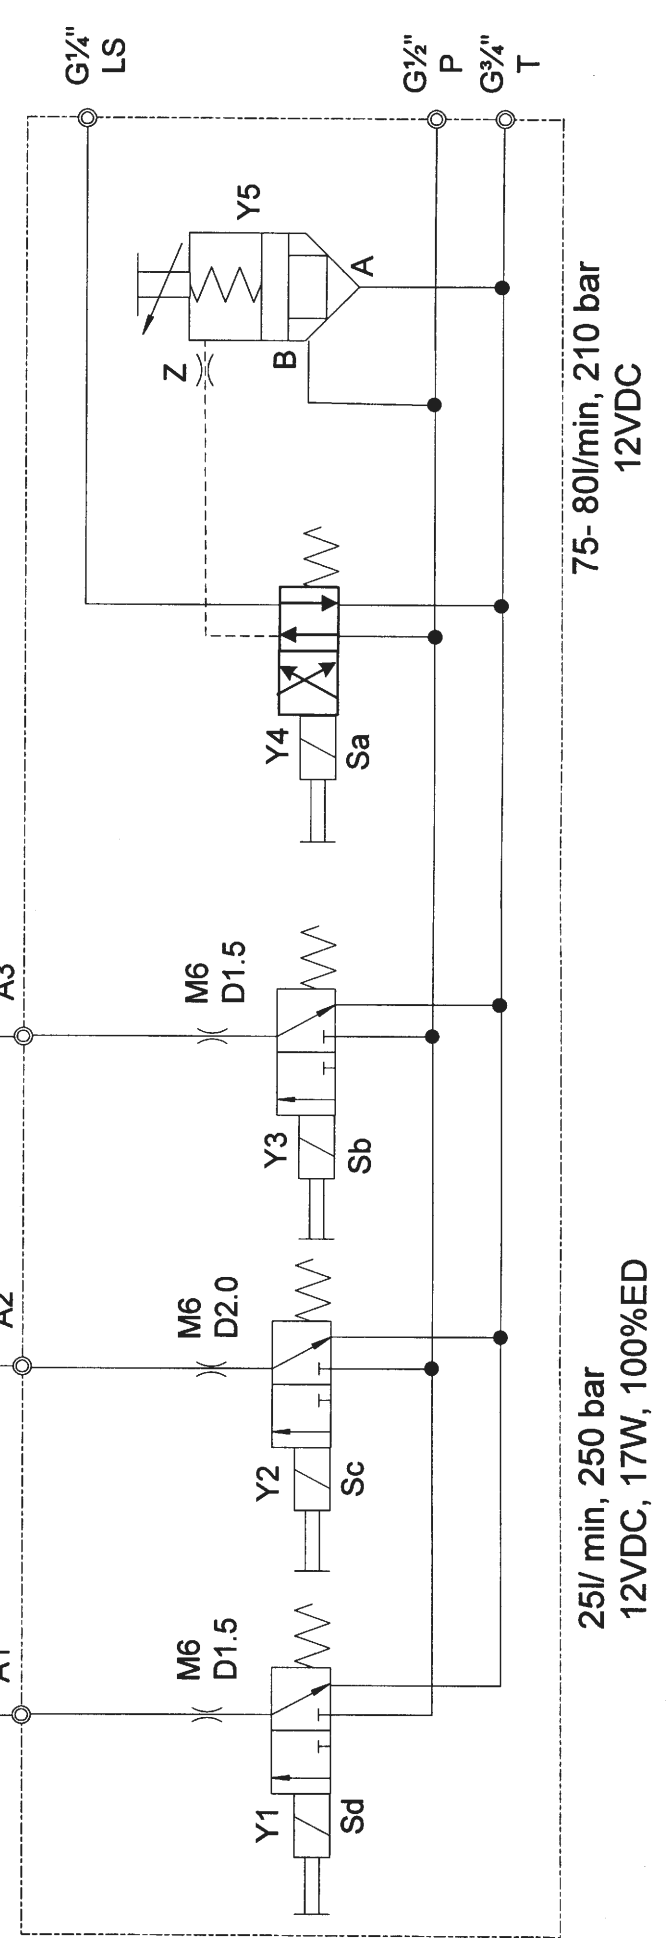 G¼"
LS
G½"
P
G¾"
T
Y5
A
B
Z
Y4
Sa
75- 80l/min, 210 bar
12VDC
A3
M6
D1.5
Y3
Sb
A2
M6
D2.0
Y2
Sc
25l/ min, 250 bar
12VDC, 17W, 100%ED
A1
M6
D1.5
Y1
Sd